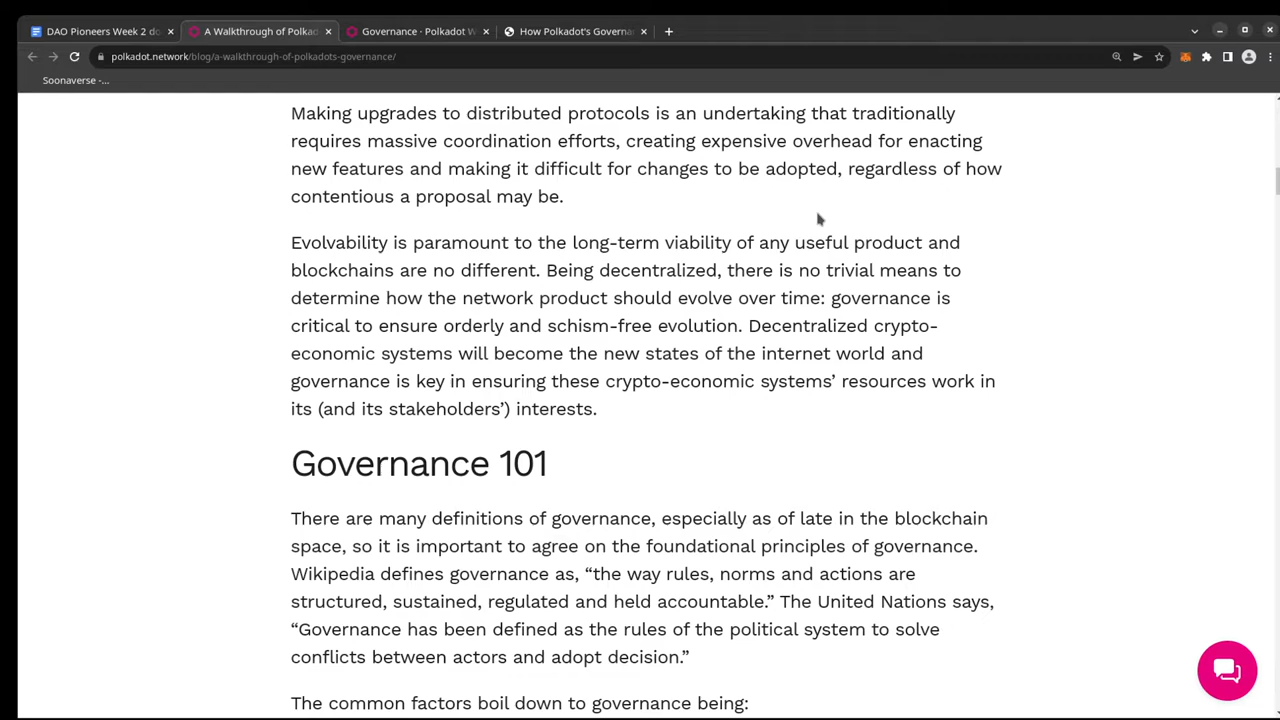 DAO Pioneers Week 2 do
A Walkthrough of Polkad
Governance · Polkadot W
How Polkadot's Governa
polkadot.network/blog/a-walkthrough-of-polkadots-governance/
Soonaverse -...
Making upgrades to distributed protocols is an undertaking that traditionally
requires massive coordination efforts, creating expensive overhead for enacting
new features and making it difficult for changes to be adopted, regardless of how
contentious a proposal may be.
Evolvability is paramount to the long-term viability of any useful product and
blockchains are no different. Being decentralized, there is no trivial means to
determine how the network product should evolve over time: governance is
critical to ensure orderly and schism-free evolution. Decentralized crypto-
economic systems will become the new states of the internet world and
governance is key in ensuring these crypto-economic systems’ resources work in
its (and its stakeholders’) interests.
Governance 101
There are many definitions of governance, especially as of late in the blockchain
space, so it is important to agree on the foundational principles of governance.
Wikipedia defines governance as, “the way rules, norms and actions are
structured, sustained, regulated and held accountable.” The United Nations says,
“Governance has been defined as the rules of the political system to solve
conflicts between actors and adopt decision.”
The common factors boil down to governance being: